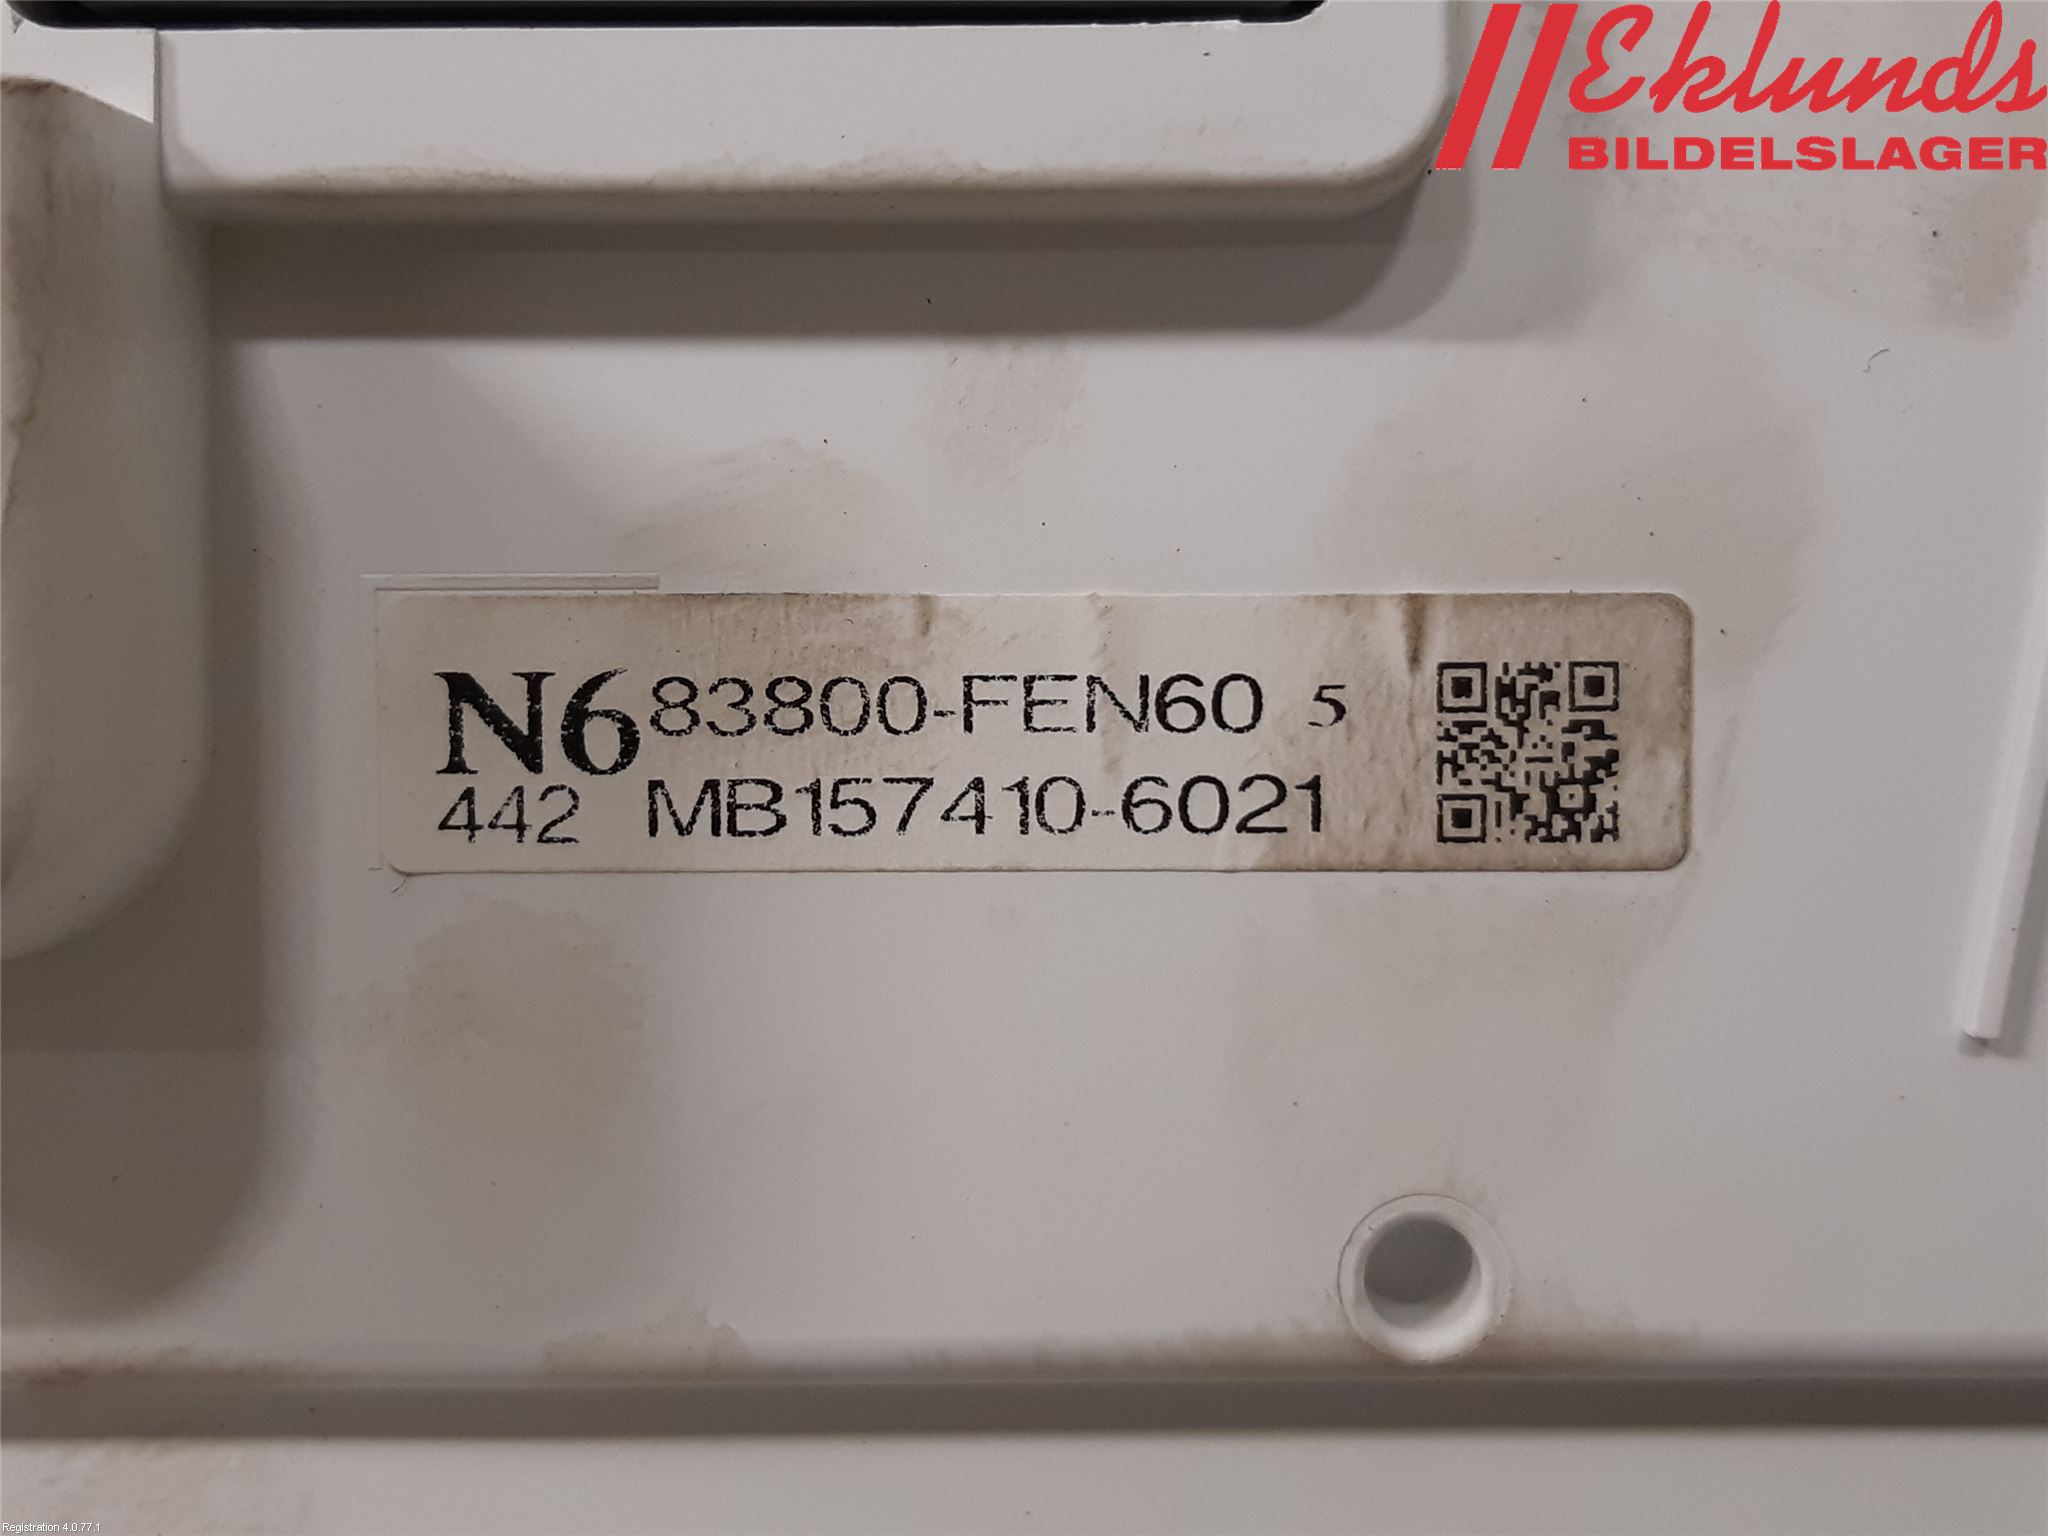 Eklunds
BILDELSLAGER
N6 83800-FEN60 5
442 MB157410-6021
Registration 4.0.77.1